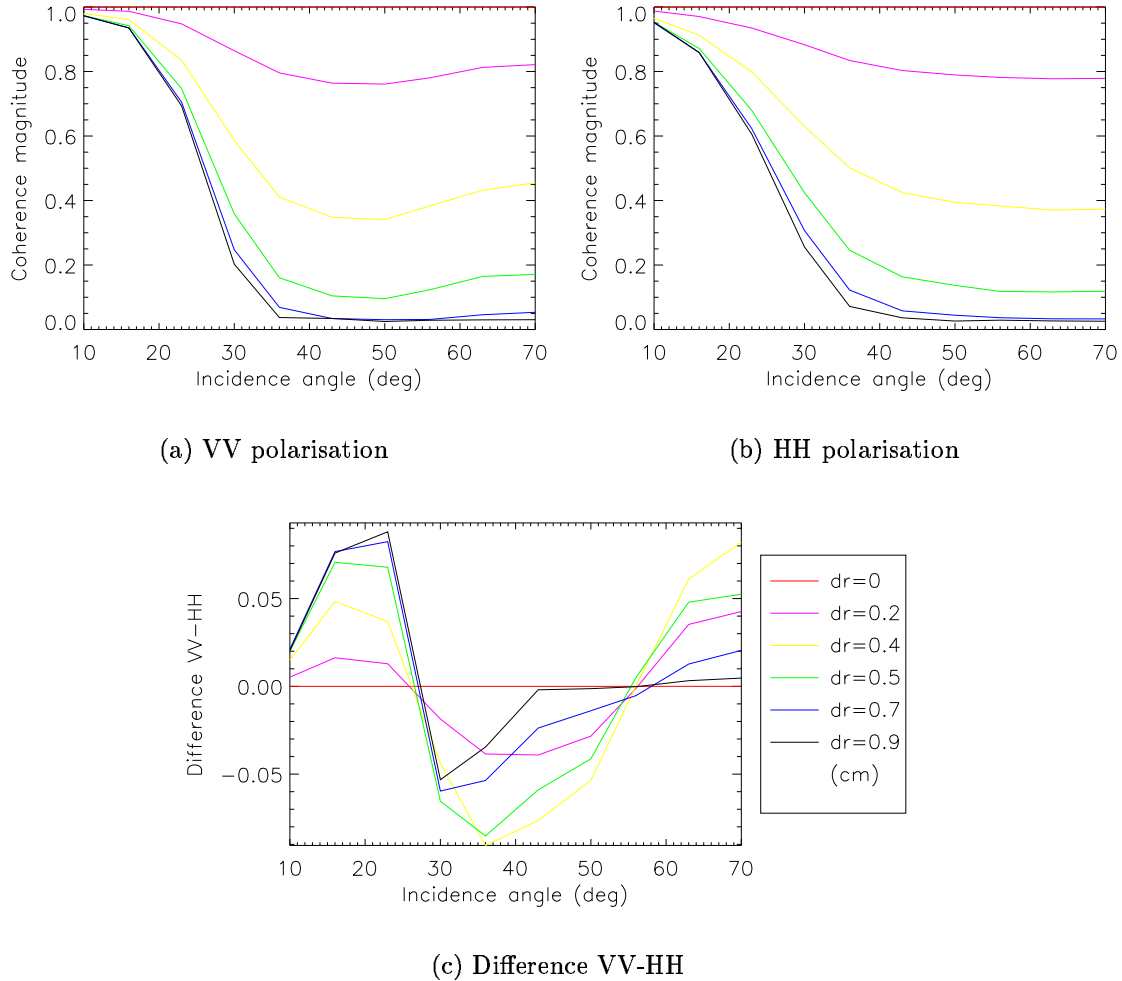 1.0
0.8
0.6
0.4
0.2
0.0
Coherence magnitude
10 20 30 40 50 60 70
Incidence angle (deg)
(a) VV polarisation
1.0
0.8
0.6
0.4
0.2
0.0
Coherence magnitude
10 20 30 40 50 60 70
Incidence angle (deg)
(b) HH polarisation
0.05
0.00
−0.05
Difference VV−HH
10 20 30 40 50 60 70
Incidence angle (deg)
dr=0
dr=0.2
dr=0.4
dr=0.5
dr=0.7
dr=0.9
(cm)
(c) Difference VV-HH